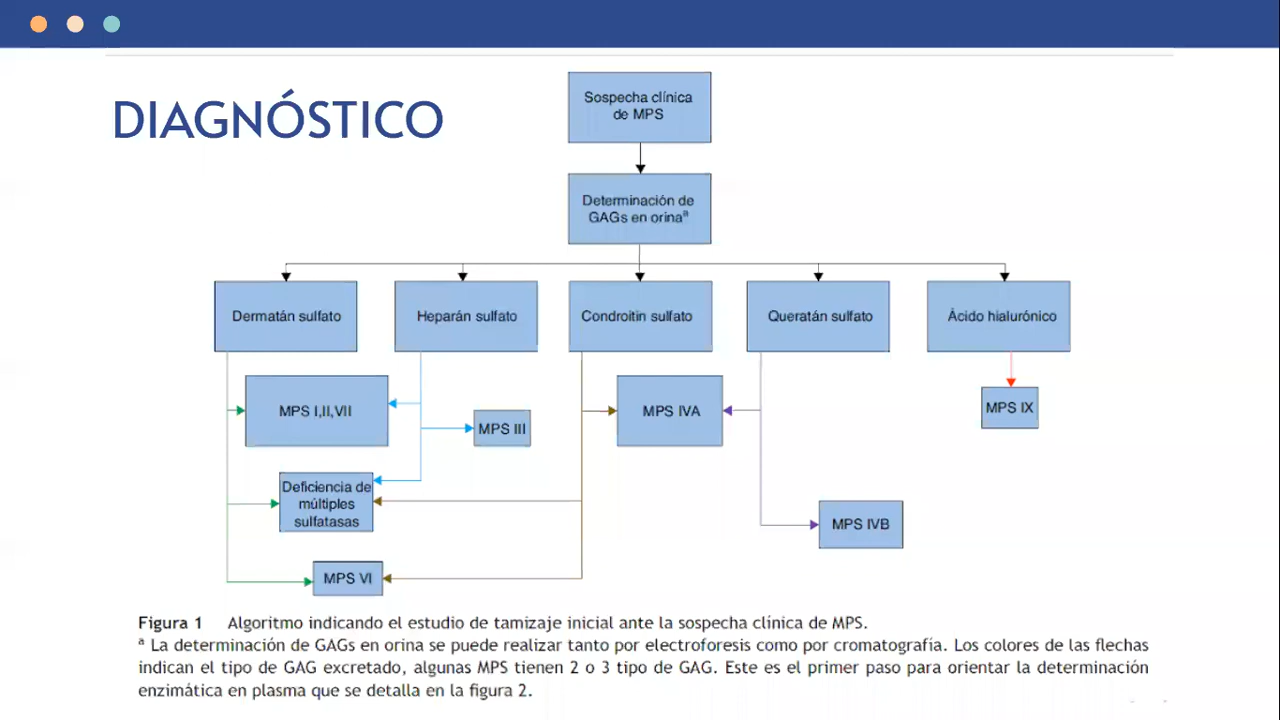 DIAGNÓSTICO
Sospecha clínica
de MPS
Determinación de
GAGs en orinaª
Dermatán sulfato
Heparán sulfato
Condroitin sulfato
Queratán sulfato
Ácido hialurónico
MPS I,II,VII
MPS III
MPS IVA
MPS IX
Deficiencia de
múltiples
sulfatasas
MPS IVB
MPS VI
Figura 1 Algoritmo indicando el estudio de tamizaje inicial ante la sospecha clínica de MPS.
ª La determinación de GAGs en orina se puede realizar tanto por electroforesis como por cromatografía. Los colores de las flechas
indican el tipo de GAG excretado, algunas MPS tienen 2 o 3 tipo de GAG. Este es el primer paso para orientar la determinación
enzimática en plasma que se detalla en la figura 2.